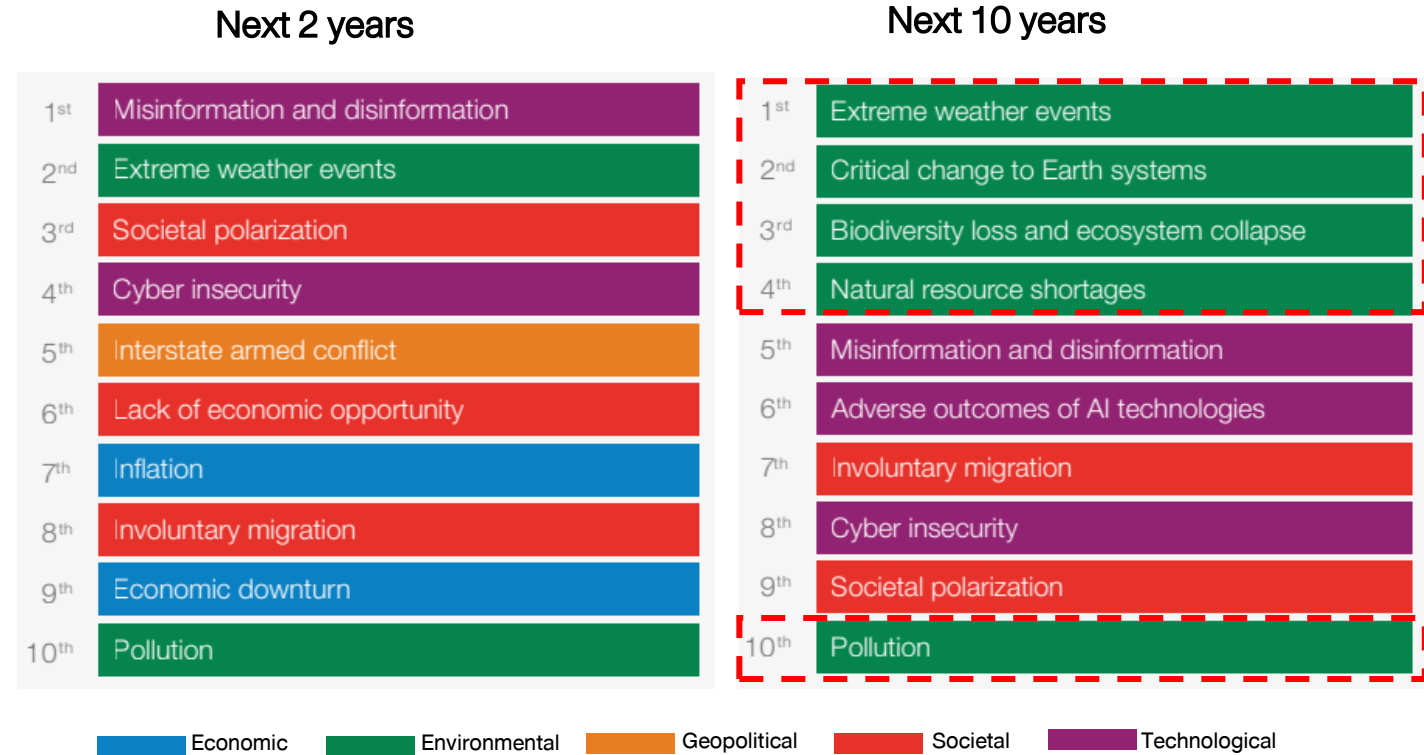 Next 2 years
1st Misinformation and disinformation
2nd Extreme weather events
3rd Societal polarization
4th Cyber insecurity
5th Interstate armed conflict
6th Lack of economic opportunity
7th Inflation
8th Involuntary migration
9th Economic downturn
10th Pollution
Next 10 years
1st Extreme weather events
2nd Critical change to Earth systems
3rd Biodiversity loss and ecosystem collapse
4th Natural resource shortages
5th Misinformation and disinformation
6th Adverse outcomes of AI technologies
7th Involuntary migration
8th Cyber insecurity
9th Societal polarization
10th Pollution
Economic Environmental Geopolitical Societal Technological